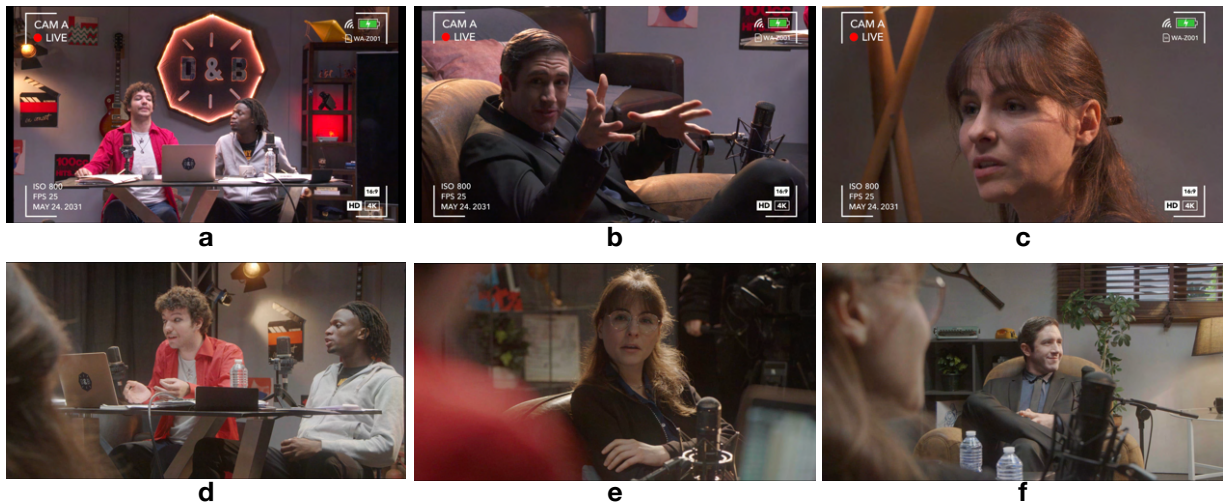 CAM A
LIVE
WA-Z001
D & B
100cc
HITS
ISO 800
FPS 25
MAY 24. 2031
16:9
HD 4K
a
CAM A
LIVE
WA-Z001
ISO 800
FPS 25
MAY 24. 2031
16:9
HD 4K
b
CAM A
LIVE
WA-Z001
ISO 800
FPS 25
MAY 24. 2031
16:9
HD 4K
c
d
e
f